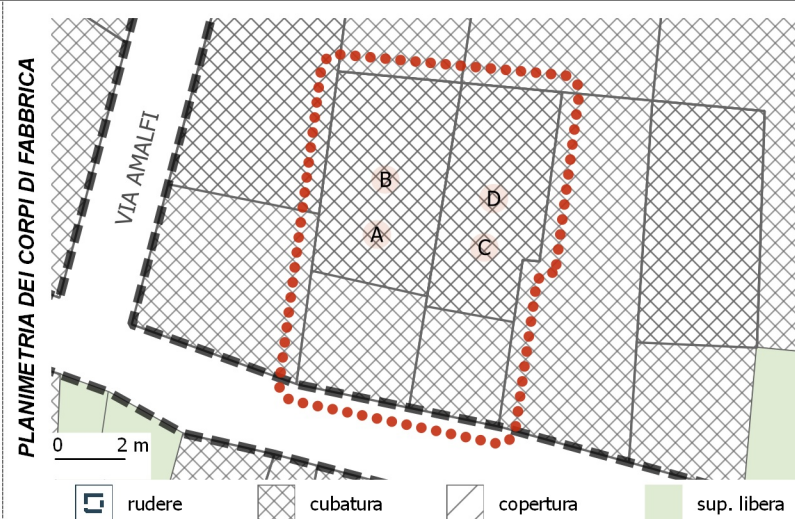 PLANIMETRIA DEI CORPI DI FABBRICA
VIA AMALFI
B
D
A
C
0 2 m
rudere cubatura copertura sup. libera